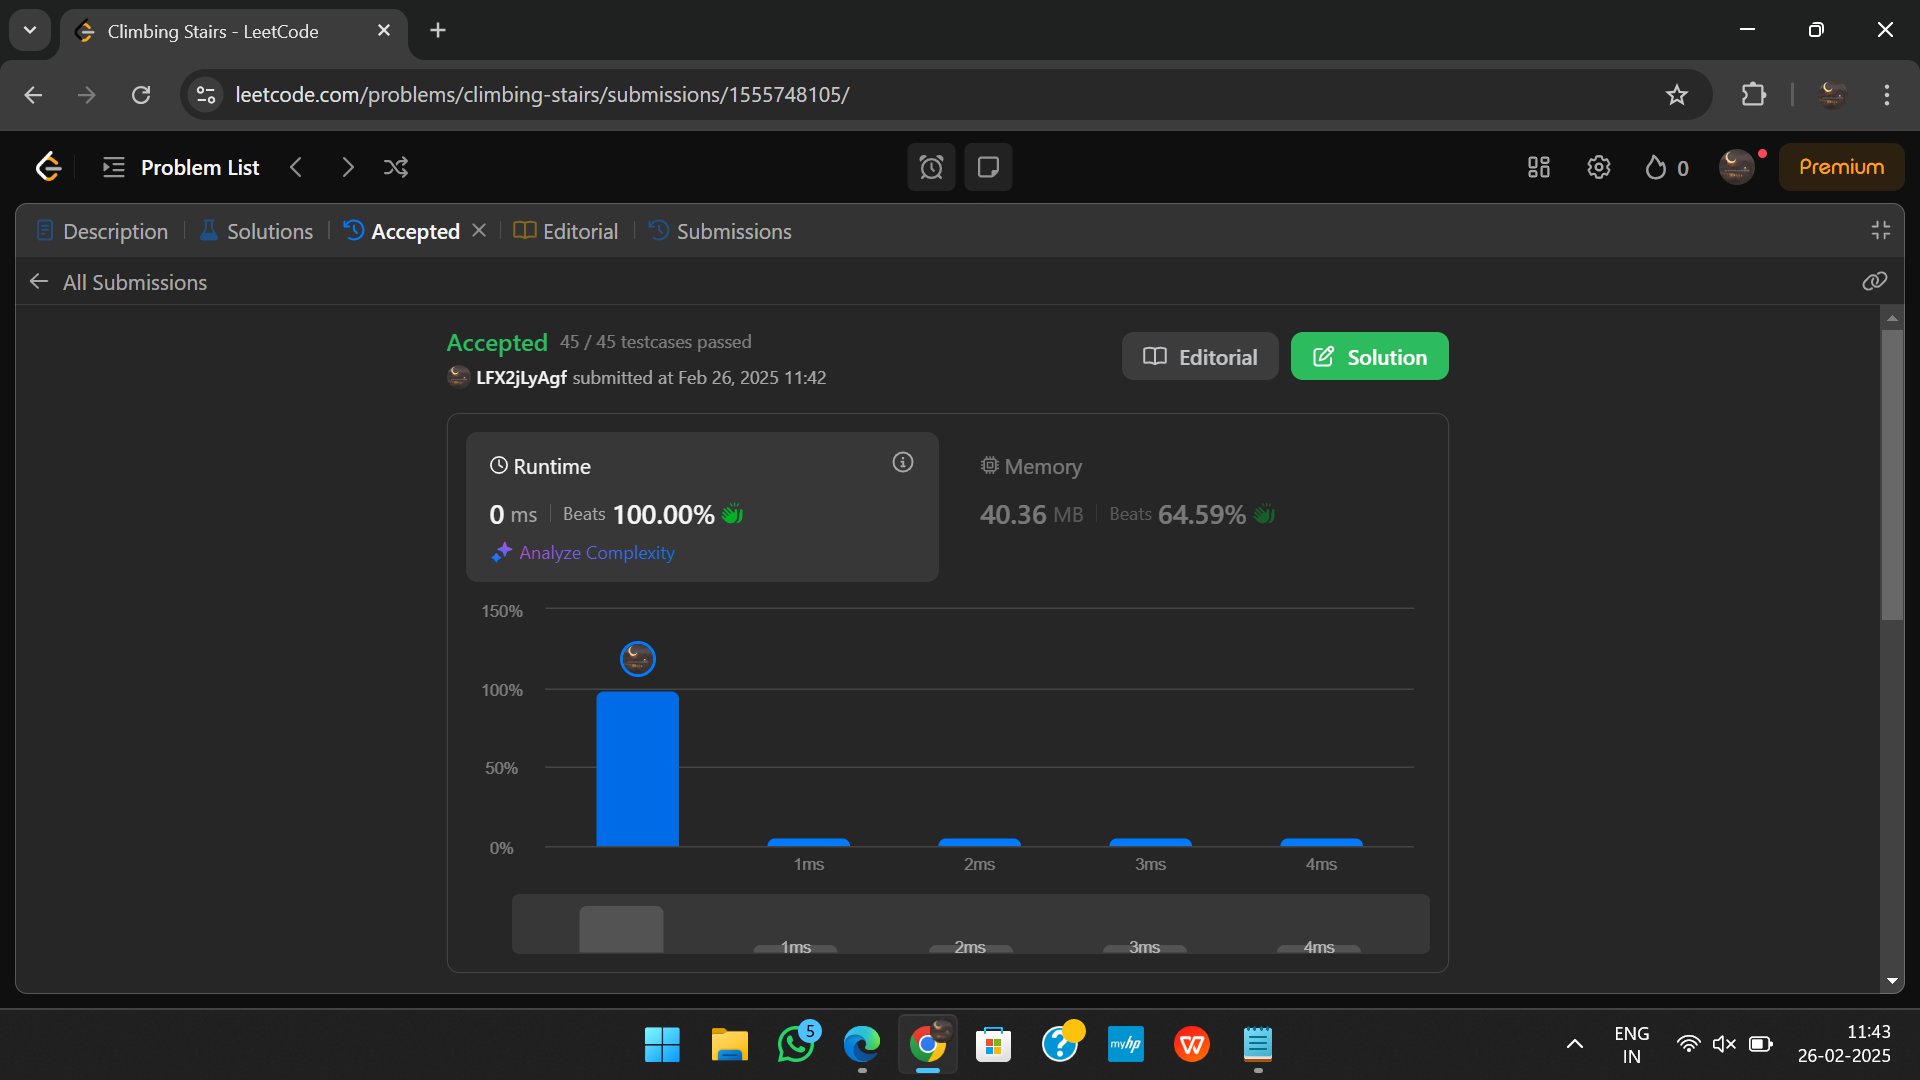 Climbing Stairs - LeetCode
leetcode.com/problems/climbing-stairs/submissions/1555748105/
Problem List
0
Premium
Description
Solutions
Accepted
Editorial
Submissions
All Submissions
Accepted 45 / 45 testcases passed
LFX2jLyAgf submitted at Feb 26, 2025 11:42
Editorial
Solution
Runtime
0 ms Beats 100.00%
Analyze Complexity
Memory
40.36 MB Beats 64.59%
150%
100%
50%
0%
1ms 2ms 3ms 4ms
1ms 2ms 3ms 4ms
5
?
myhp
W
ENG
IN
11:43
26-02-2025